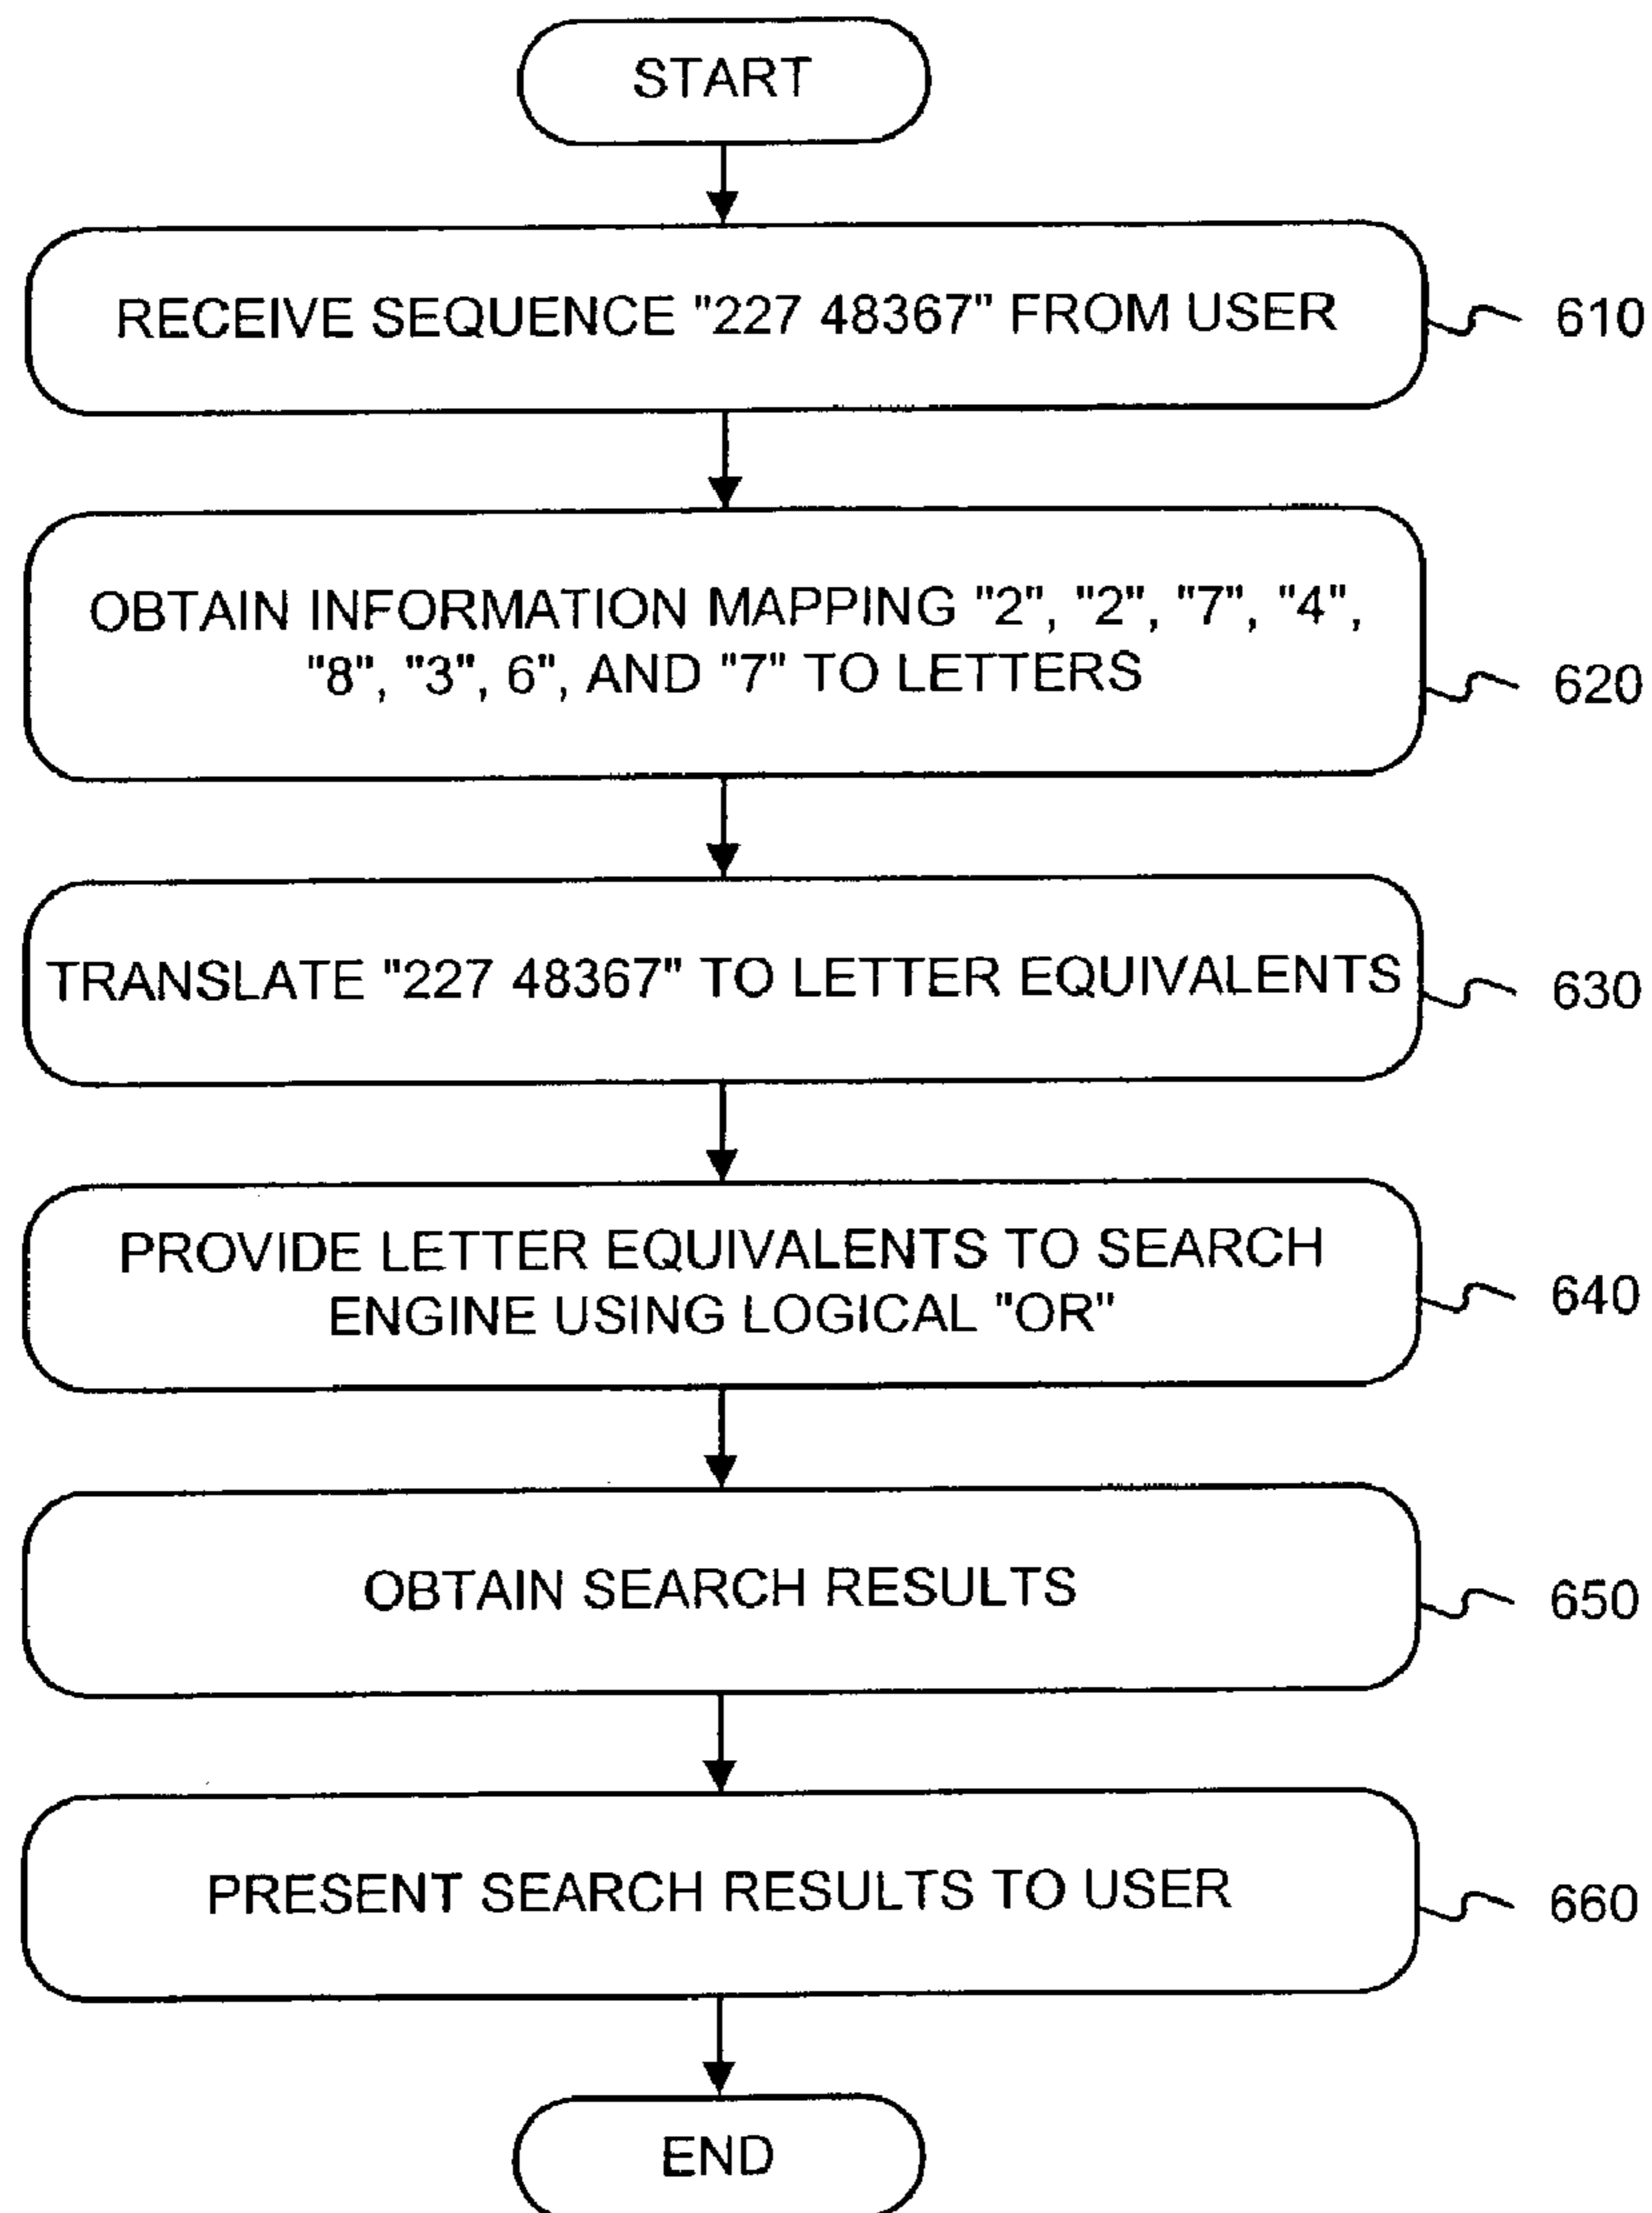 START
RECEIVE SEQUENCE "227 48367" FROM USER
610
OBTAIN INFORMATION MAPPING "2", "2", "7", "4",
"8", "3", 6", AND "7" TO LETTERS
620
TRANSLATE "227 48367" TO LETTER EQUIVALENTS
630
PROVIDE LETTER EQUIVALENTS TO SEARCH
ENGINE USING LOGICAL "OR"
640
OBTAIN SEARCH RESULTS
650
PRESENT SEARCH RESULTS TO USER
660
END